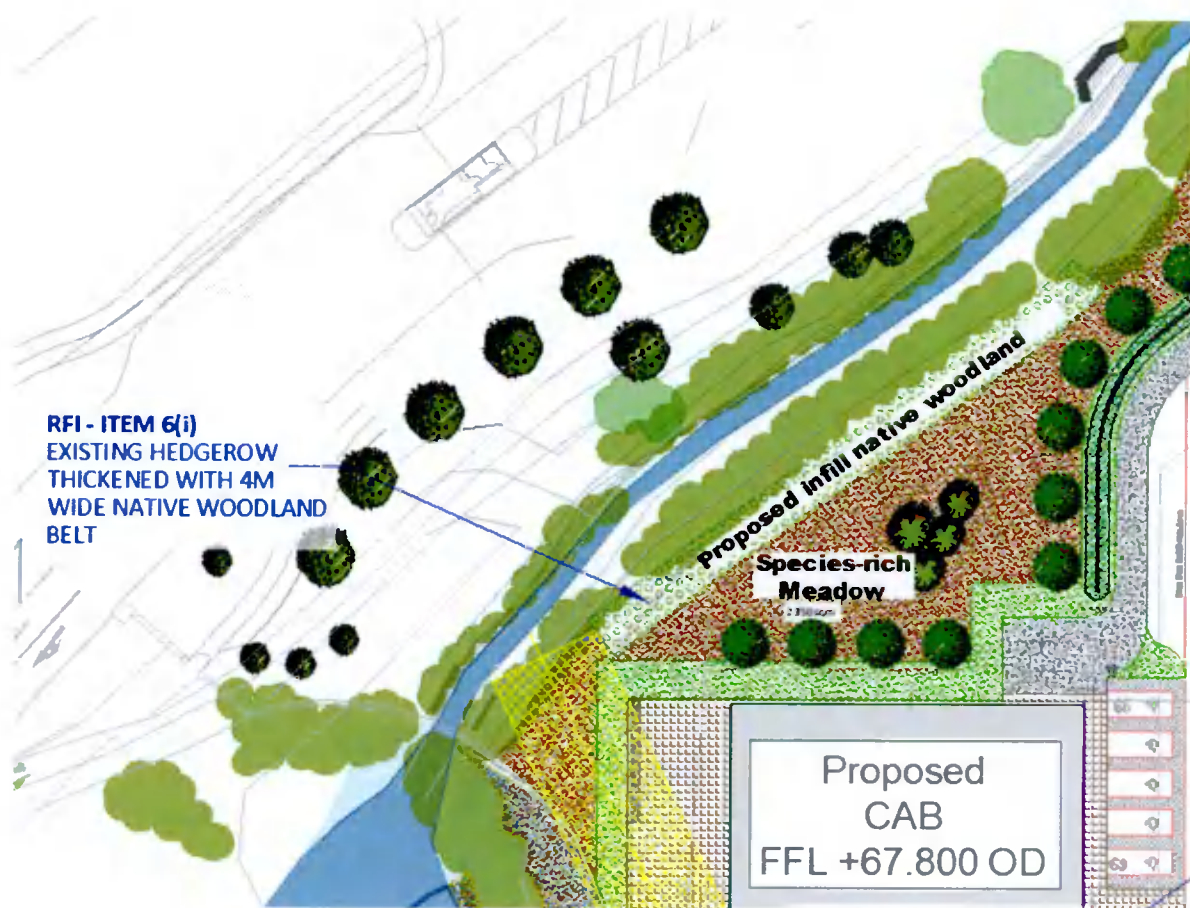 RFI - ITEM 6(i)
EXISTING HEDGEROW
THICKENED WITH 4M
WIDE NATIVE WOODLAND
BELT
Proposed infill native woodland
Species-rich
Meadow
Proposed
CAB
FFL +67.800 OD